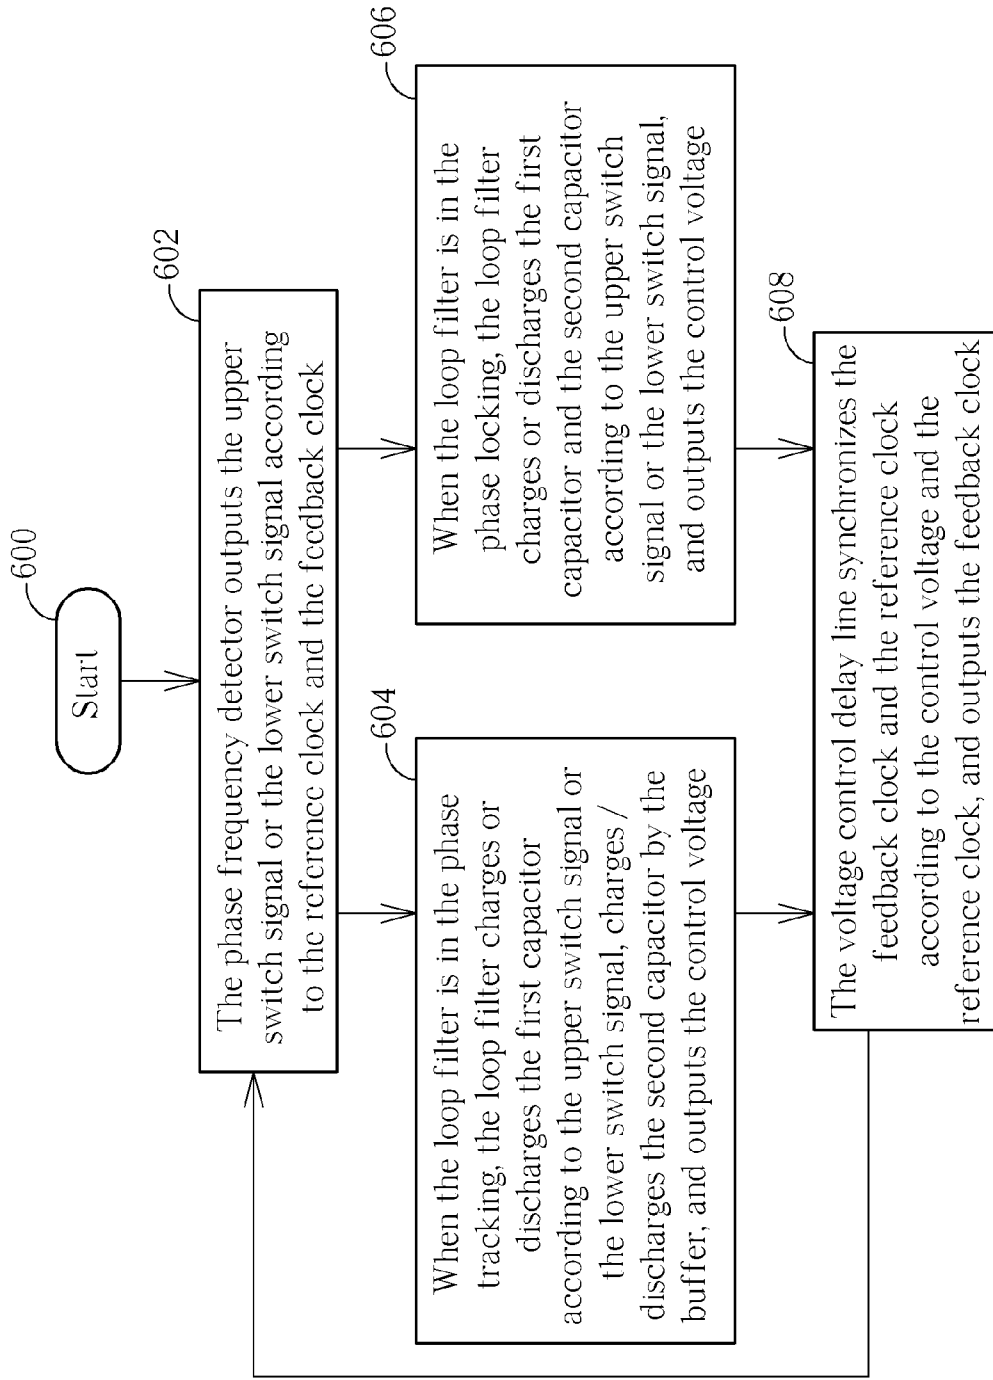 600
Start
602
The phase frequency detector outputs the upper
switch signal or the lower switch signal according
to the reference clock and the feedback clock
604
When the loop filter is in the phase
tracking, the loop filter charges or
discharges the first capacitor
according to the upper switch signal or
the lower switch signal, charges /
discharges the second capacitor by the
buffer, and outputs the control voltage
606
When the loop filter is in the
phase locking, the loop filter
charges or discharges the first
capacitor and the second capacitor
according to the upper switch
signal or the lower switch signal,
and outputs the control voltage
608
The voltage control delay line synchronizes the
feedback clock and the reference clock
according to the control voltage and the
reference clock, and outputs the feedback clock